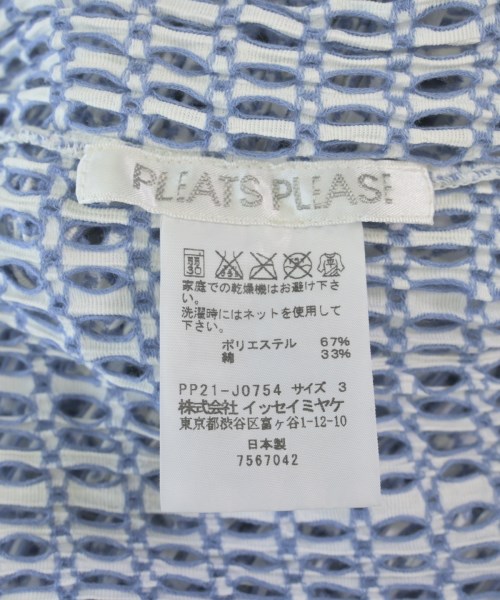 PLEATS PLEASE
家庭での乾燥機はお避け下さ
い。
洗濯時にはネットを使用して下
さい。
ポリエステル 67%
綿 33%
PP21-J0754 サイズ 3
株式会社 イッセイミヤケ
東京都渋谷区富ヶ谷1-12-10
日本製
7567042